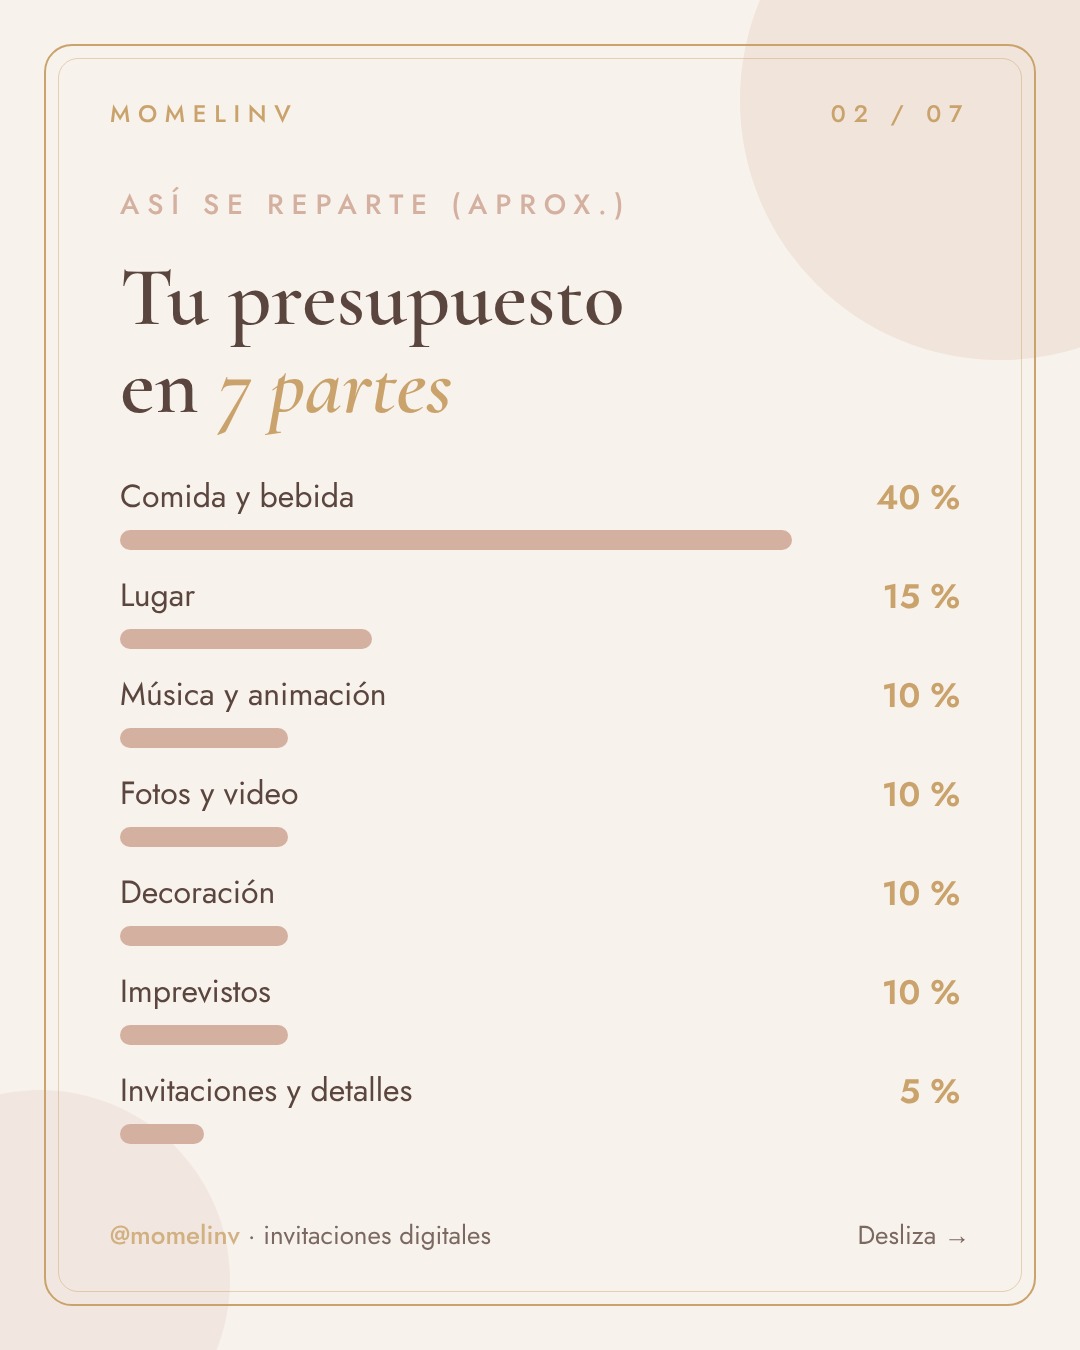 MOMELINV
02 / 07
ASÍ SE REPARTE (APROX.)
Tu presupuesto
en 7 partes
Comida y bebida 40 %
Lugar 15 %
Música y animación 10 %
Fotos y video 10 %
Decoración 10 %
Imprevistos 10 %
Invitaciones y detalles 5 %
@momelinv · invitaciones digitales
Desliza →